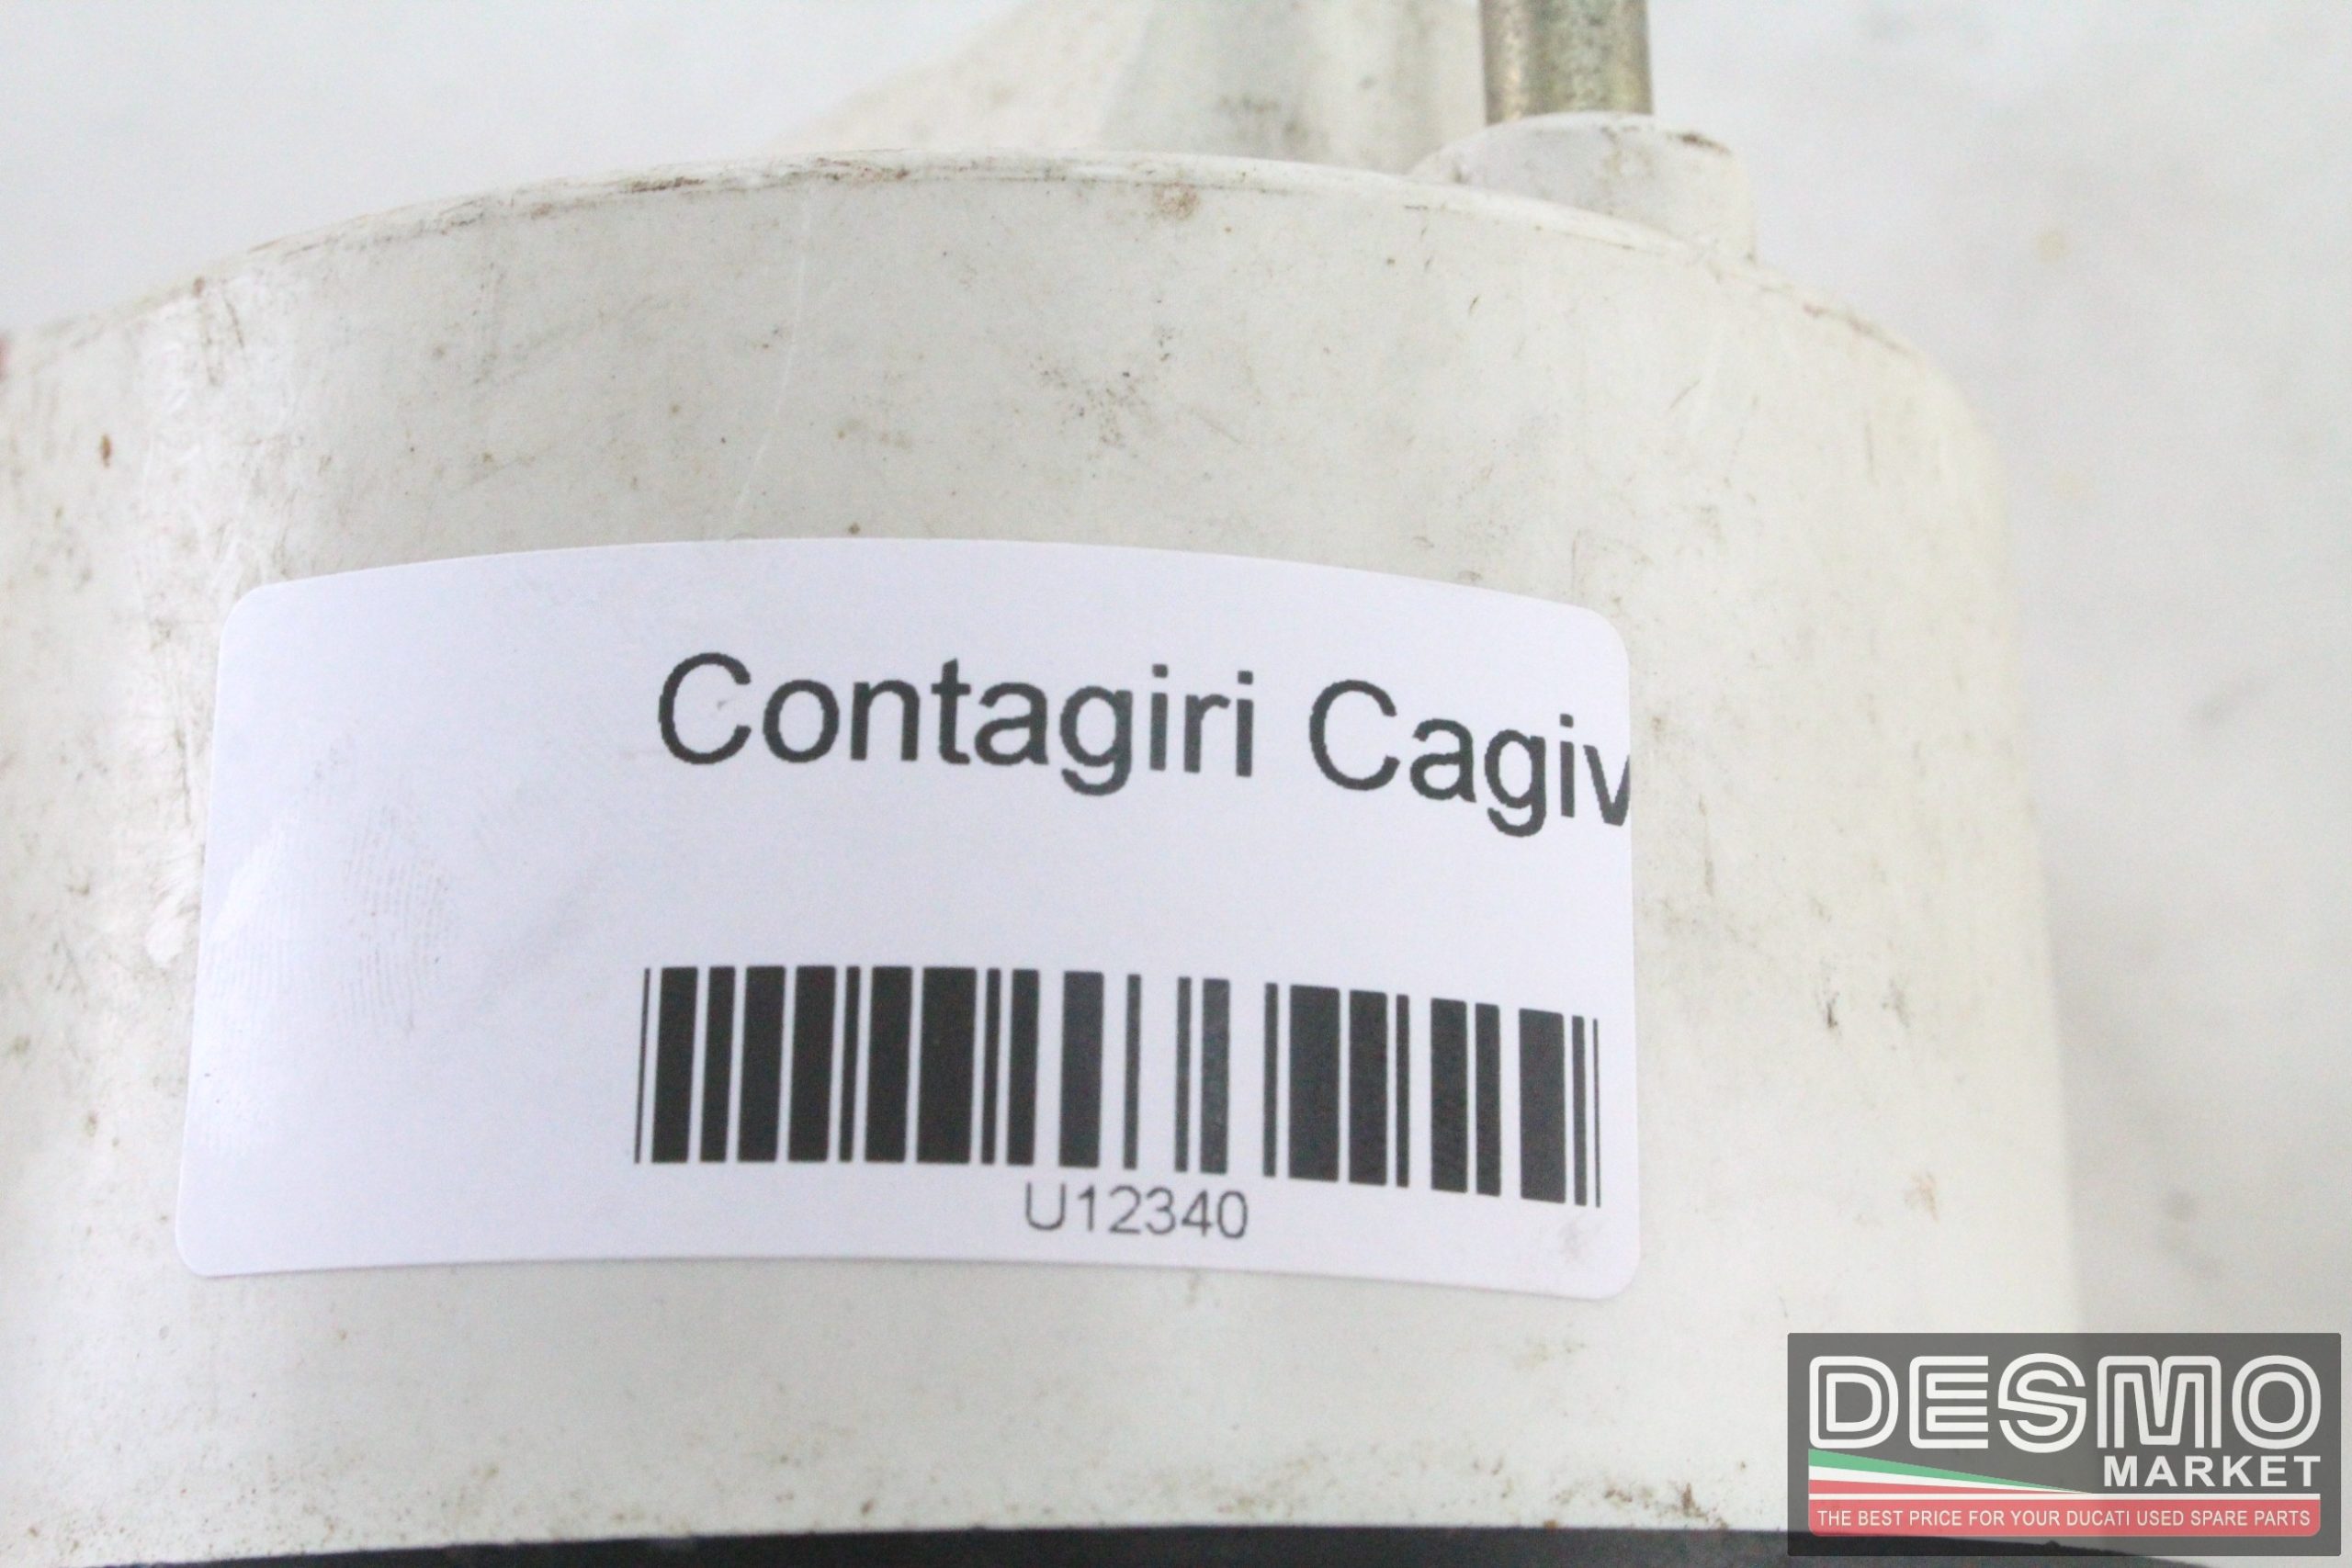 Contagiri Cagiv
U12340
DESMO
MARKET
THE BEST PRICE FOR YOUR DUCATI USED SPARE PARTS